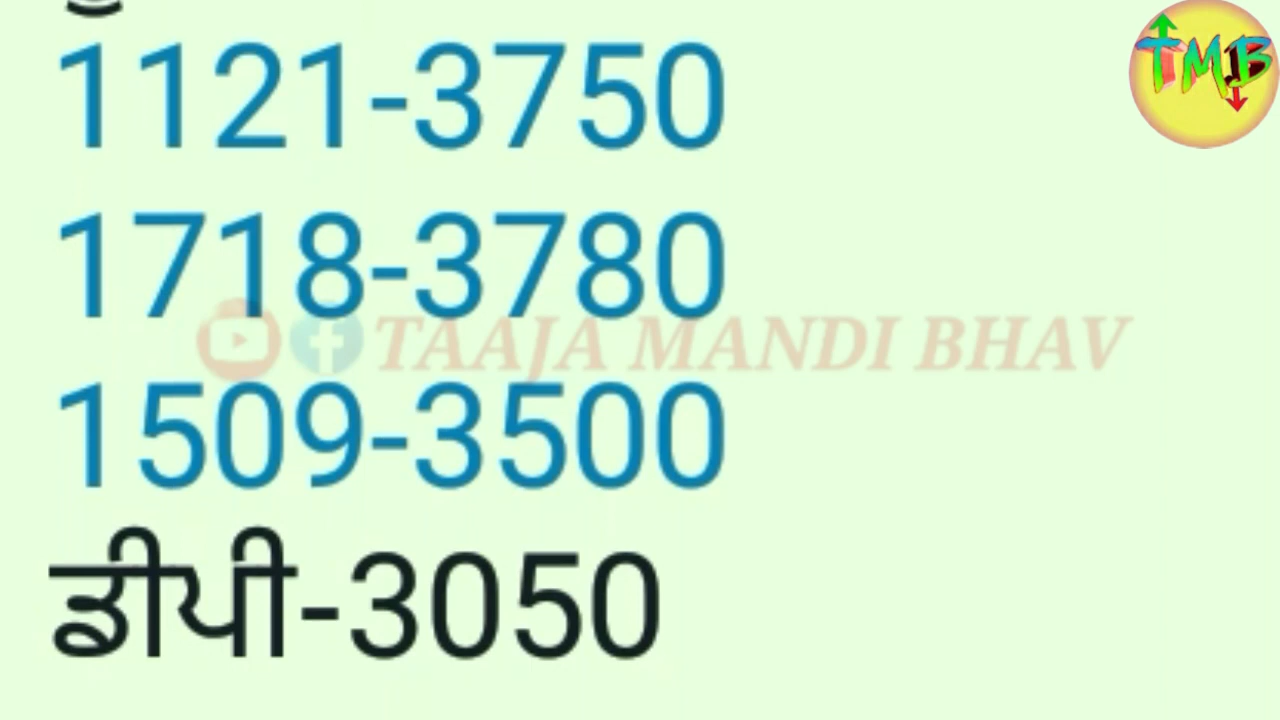 TMB
1121-3750
1718-3780
TAAJA MANDI BHAV
1509-3500
ਡੀਪੀ-3050